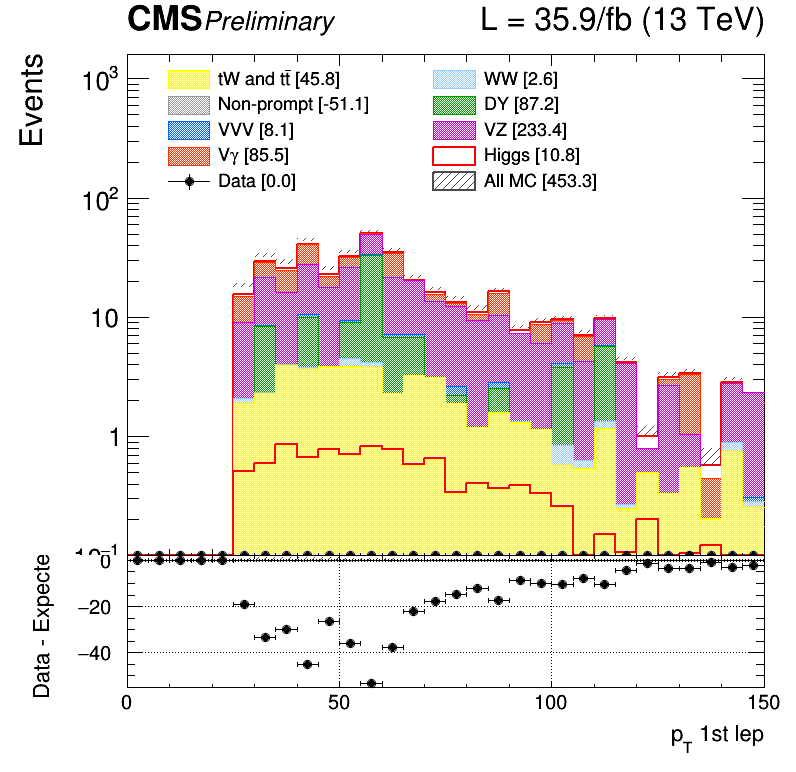 CMS Preliminary L = 35.9/fb (13 TeV)
Events
10³
10²
10
1
tW and tt̄ [45.8]
Non-prompt [-51.1]
VVV [8.1]
Vγ [85.5]
Data [0.0]
WW [2.6]
DY [87.2]
VZ [233.4]
Higgs [10.8]
All MC [453.3]
Data - Expecte
0
−20
−40
0 50 100 150
p_T 1st lep